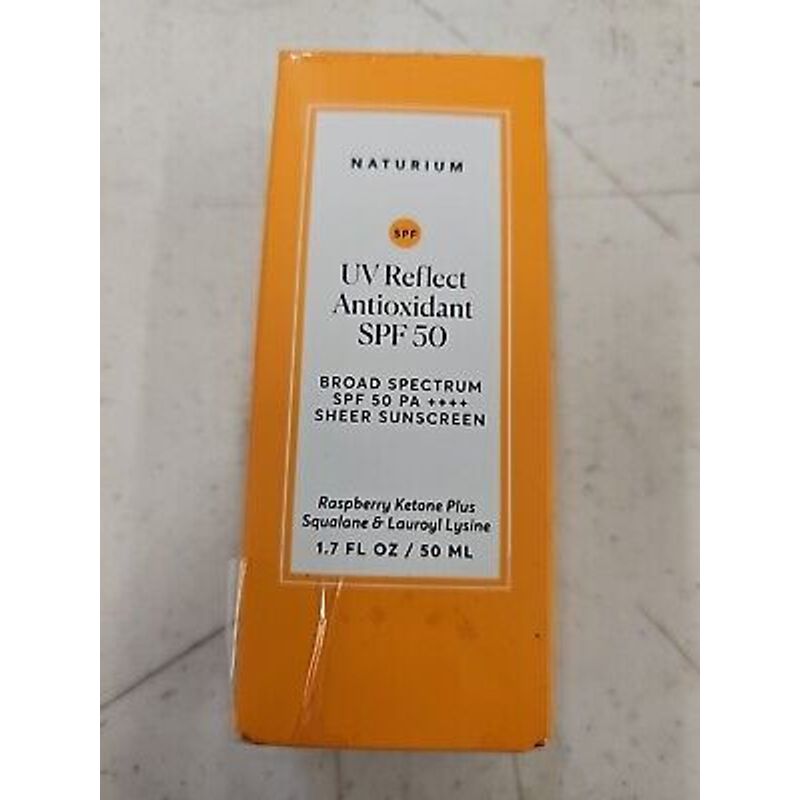 NATURIUM
SPF
UV Reflect
Antioxidant
SPF 50
BROAD SPECTRUM
SPF 50 PA ++++
SHEER SUNSCREEN
Raspberry Ketone Plus
Squalane & Lauroyl Lysine
1.7 FL OZ / 50 ML